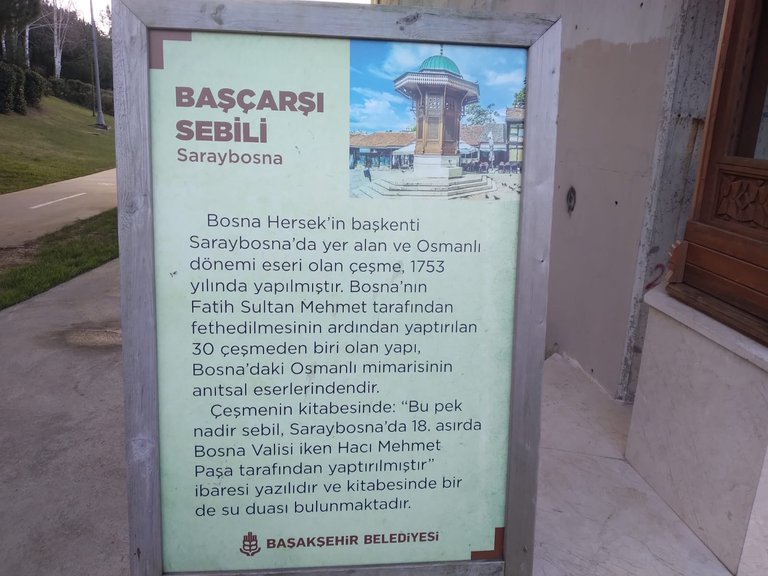 BAŞÇARŞI
SEBİLİ
Saraybosna
Bosna Hersek'in başkenti
Saraybosna'da yer alan ve Osmanlı
dönemi eseri olan çeşme, 1753
yılında yapılmıştır. Bosna'nın
Fatih Sultan Mehmet tarafından
fethedilmesinin ardından yaptırılan
30 çeşmeden biri olan yapı,
Bosna'daki Osmanlı mimarisinin
anıtsal eserlerindendir.
Çeşmenin kitabesinde: "Bu pek
nadir sebil, Saraybosna'da 18. asırda
Bosna Valisi iken Hacı Mehmet
Paşa tarafından yaptırılmıştır"
ibaresi yazılıdır ve kitabesinde bir
de su duası bulunmaktadır.
BAŞAKŞEHİR BELEDİYESİ